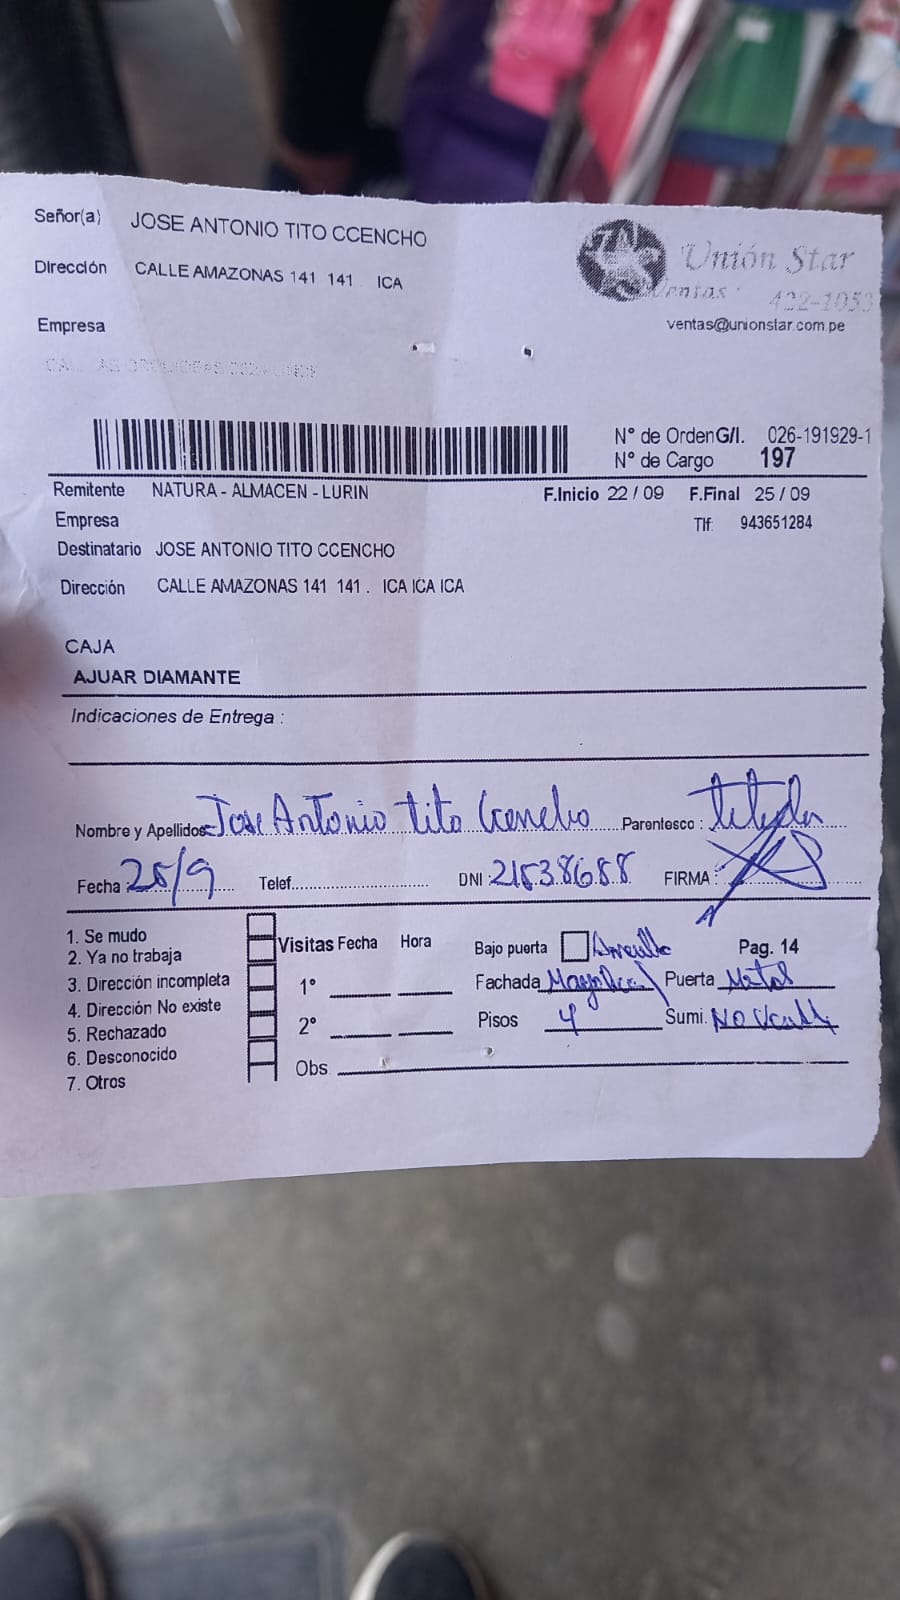 Señor(a) JOSE ANTONIO TITO CCENCHO
Dirección CALLE AMAZONAS 141 141 . ICA
Unión Star
Ventas : 422-1053
Empresa
ventas@unionstar.com.pe
N° de Orden G/I. 026-191929-1
N° de Cargo 197
Remitente NATURA - ALMACEN - LURIN F.Inicio 22 / 09 F.Final 25 / 09
Empresa Tlf. 943651284
Destinatario JOSE ANTONIO TITO CCENCHO
Dirección CALLE AMAZONAS 141 141 . ICA ICA ICA
CAJA
AJUAR DIAMANTE
Indicaciones de Entrega :
Nombre y Apellidos Jose Antonio Tito Ccencho Parentesco : titular
Fecha 25/9 Telef. DNI : 21538688 FIRMA :
1. Se mudo
2. Ya no trabaja
3. Dirección incompleta
4. Dirección No existe
5. Rechazado
6. Desconocido
7. Otros
Visitas Fecha Hora
1°
2°
Obs
Bajo puerta Pag. 14
Fachada Puerta Metal
Pisos 4 Sumi.